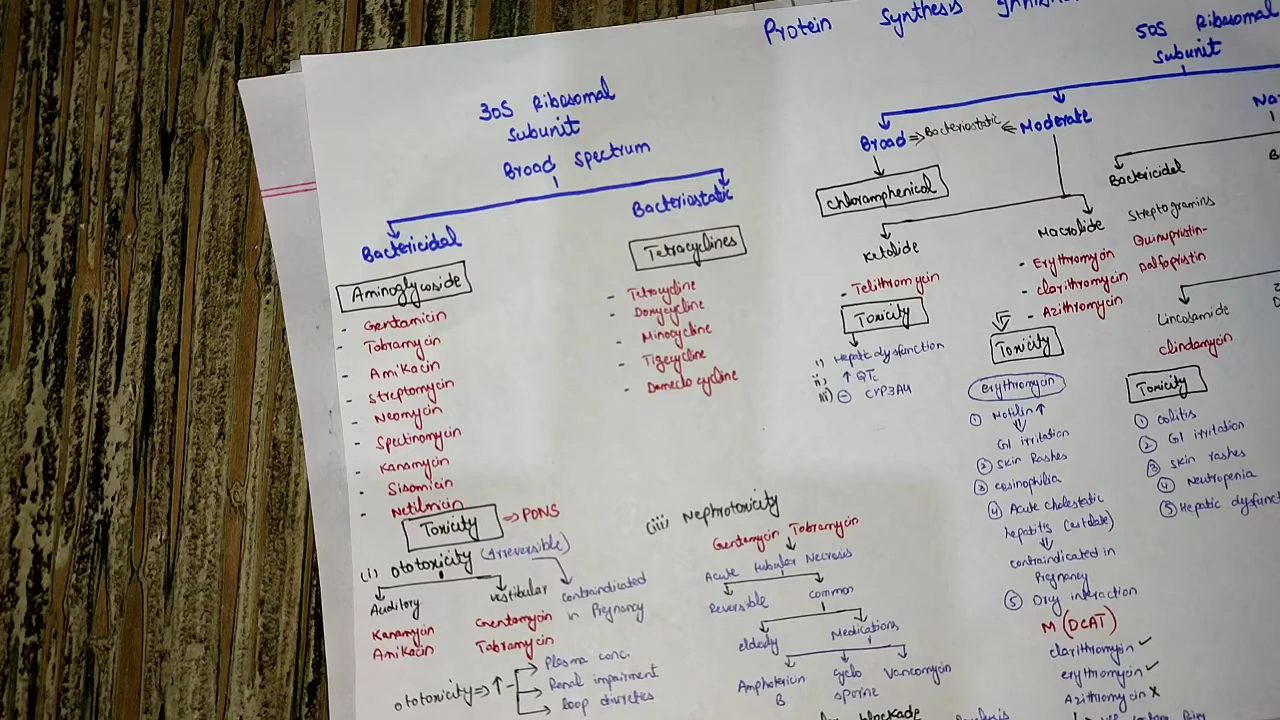 Protein Synthesis
30S Ribosomal
subunit
Broad spectrum
Bactericidal
Aminoglycoside
- Gentamicin
- Tobramycin
- Amikacin
- Streptomycin
- Neomycin
- Spectinomycin
- Kanamycin
- Sisomicin
- Netilmicin
Bacteriostatic
Tetracyclines
- Tetracycline
- Doxycycline
- Minocycline
- Tigecycline
- Demeclocycline
Toxicity ⇒ PDNS
(i) Ototoxicity (Irreversible)
Auditory
Kanamycin
Amikacin
vestibular
Gentamycin
Tobramycin
contraindicated
in Pregnancy
Ototoxicity ⇒ ↑
Plasma conc.
Renal impairment
loop diuretics
(iii) Nephrotoxicity
Gentamycin Tobramycin
Acute tubular Necrosis
Reversible
common
elderly
Medications
Amphotericin
B
Cyclo
sporine
Vancomycin
blockade
50S Ribosomal
subunit
Broad ⇒ Bacteriostatic ⇐ Moderate
Chloramphenicol
Ketolide
- Telithromycin
Toxicity
i) Hepatic dysfunction
ii) ↑ QTc
iii) ⊖ CYP3A4
Macrolide
- Erythromycin
- Clarithromycin
- Azithromycin
Toxicity
erythromycin
① Motilin ↑
GI irritation
② Skin Rashes
③ eosinophilia
④ Acute cholestatic
hepatitis (estolate)
contraindicated in
Pregnancy
⑤ Drug interaction
M (DCAT)
clarithromycin ✓
erythromycin ✓
Azithromycin X
Bactericidal
Streptogramins
Quinupristin-
Dalfopristin
Lincosamide
clindamycin
Toxicity
① colitis
② GI irritation
③ skin rashes
④ Neutropenia
⑤ Hepatic